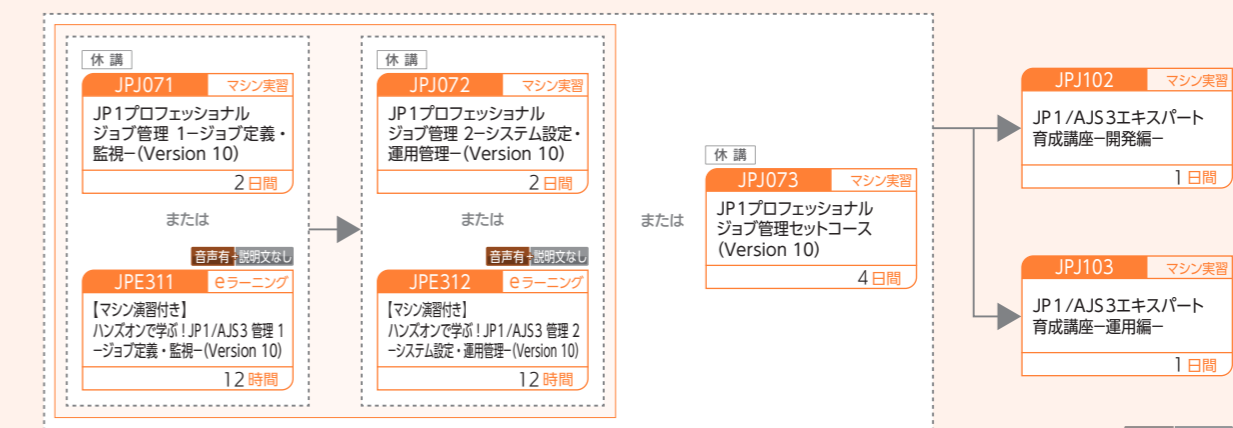 休 講
JPJ071 マシン実習
JP1プロフェッショナル
ジョブ管理 1−ジョブ定義・
監視−(Version 10)
2日間
または
音声有+説明文なし
JPE311 eラーニング
【マシン演習付き】
ハンズオンで学ぶ!JP1/AJS3 管理 1
−ジョブ定義・監視−(Version 10)
12時間
休 講
JPJ072 マシン実習
JP1プロフェッショナル
ジョブ管理 2−システム設定・
運用管理−(Version 10)
2日間
または
音声有+説明文なし
JPE312 eラーニング
【マシン演習付き】
ハンズオンで学ぶ!JP1/AJS3 管理 2
−システム設定・運用管理−(Version 10)
12時間
または
休 講
JPJ073 マシン実習
JP1プロフェッショナル
ジョブ管理セットコース
(Version 10)
4日間
JPJ102 マシン実習
JP1/AJS3エキスパート
育成講座−開発編−
1日間
JPJ103 マシン実習
JP1/AJS3エキスパート
育成講座−運用編−
1日間